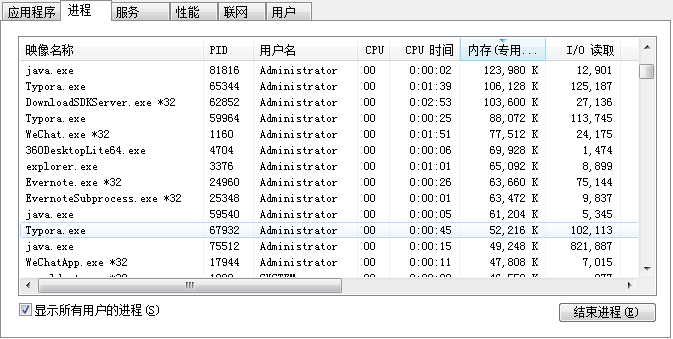 应用程序 进程 服务 性能 联网 用户
映像名称 PID 用户名 CPU CPU 时间 内存(专用... I/O 读取
java.exe 81816 Administrator 00 0:00:02 123,980 K 12,901
Typora.exe 65344 Administrator 00 0:01:39 106,128 K 125,187
DownloadSDKServer.exe *32 62852 Administrator 00 0:02:53 103,600 K 27,136
Typora.exe 59964 Administrator 00 0:00:25 88,072 K 113,745
WeChat.exe *32 1160 Administrator 00 0:01:51 77,512 K 24,175
360DesktopLite64.exe 4704 Administrator 00 0:00:06 69,928 K 1,474
explorer.exe 3376 Administrator 00 0:01:01 65,092 K 8,899
Evernote.exe *32 24960 Administrator 00 0:00:26 63,660 K 75,144
EvernoteSubprocess.exe *32 25348 Administrator 00 0:00:01 63,472 K 9,837
java.exe 59540 Administrator 00 0:00:05 61,204 K 5,345
Typora.exe 67932 Administrator 00 0:00:45 52,216 K 102,113
java.exe 75512 Administrator 00 0:00:15 49,248 K 821,887
WeChatApp.exe *32 17944 Administrator 00 0:00:11 47,808 K 7,015
显示所有用户的进程(S) 结束进程(E)